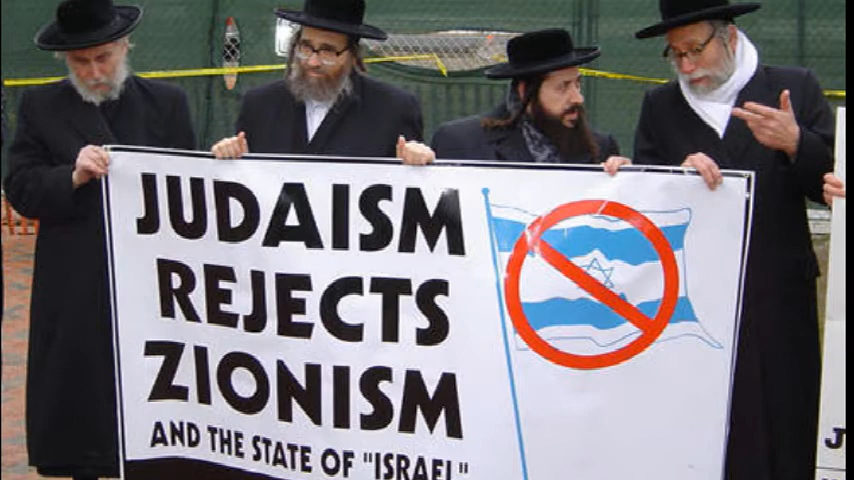 JUDAISM
REJECTS
ZIONISM
AND THE STATE OF "ISRAEL"
J